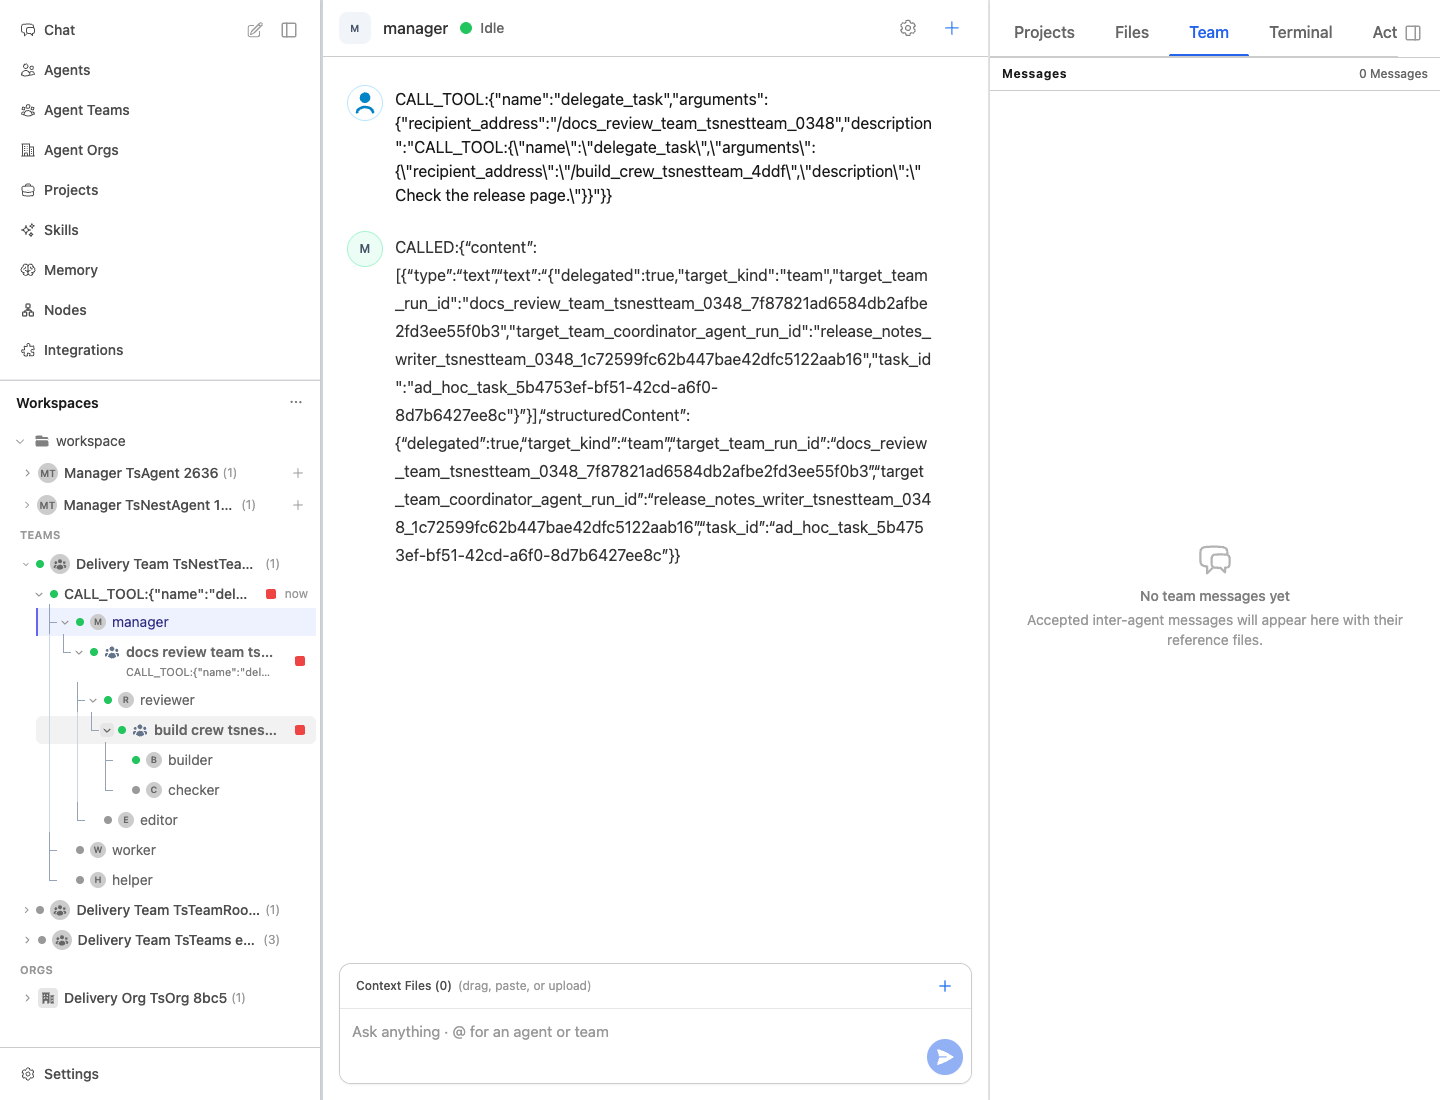 Chat
Agents
Agent Teams
Agent Orgs
Projects
Skills
Memory
Nodes
Integrations
Workspaces
workspace
MT Manager TsAgent 2636 (1)
MT Manager TsNestAgent 1... (1)
TEAMS
Delivery Team TsNestTea... (1)
CALL_TOOL:{"name":"del... now
M manager
docs review team ts...
CALL_TOOL:{"name":"del...
R reviewer
build crew tsnes...
B builder
C checker
E editor
W worker
H helper
Delivery Team TsTeamRoo... (1)
Delivery Team TsTeams e... (3)
ORGS
Delivery Org TsOrg 8bc5 (1)
Settings
M manager Idle
CALL_TOOL:{"name":"delegate_task","arguments":
{"recipient_address":"/docs_review_team_tsnestteam_0348","description
":"CALL_TOOL:{\"name\":\"delegate_task\",\"arguments\":
{\"recipient_address\":\"/build_crew_tsnestteam_4ddf\",\"description\":\"
Check the release page.\"}}"}}
M
CALLED:{“content”:
[{“type”:“text”,“text”:“{"delegated":true,"target_kind":"team","target_team
_run_id":"docs_review_team_tsnestteam_0348_7f87821ad6584db2afbe
2fd3ee55f0b3","target_team_coordinator_agent_run_id":"release_notes_
writer_tsnestteam_0348_1c72599fc62b447bae42dfc5122aab16","task_id
":"ad_hoc_task_5b4753ef-bf51-42cd-a6f0-
8d7b6427ee8c"}”}],“structuredContent”:
{“delegated”:true,“target_kind”:“team”,“target_team_run_id”:“docs_review
_team_tsnestteam_0348_7f87821ad6584db2afbe2fd3ee55f0b3”,“target
_team_coordinator_agent_run_id”:“release_notes_writer_tsnestteam_034
8_1c72599fc62b447bae42dfc5122aab16”,“task_id”:“ad_hoc_task_5b475
3ef-bf51-42cd-a6f0-8d7b6427ee8c”}}
Context Files (0) (drag, paste, or upload)
Ask anything · @ for an agent or team
Projects Files Team Terminal Act
Messages 0 Messages
No team messages yet
Accepted inter-agent messages will appear here with their
reference files.